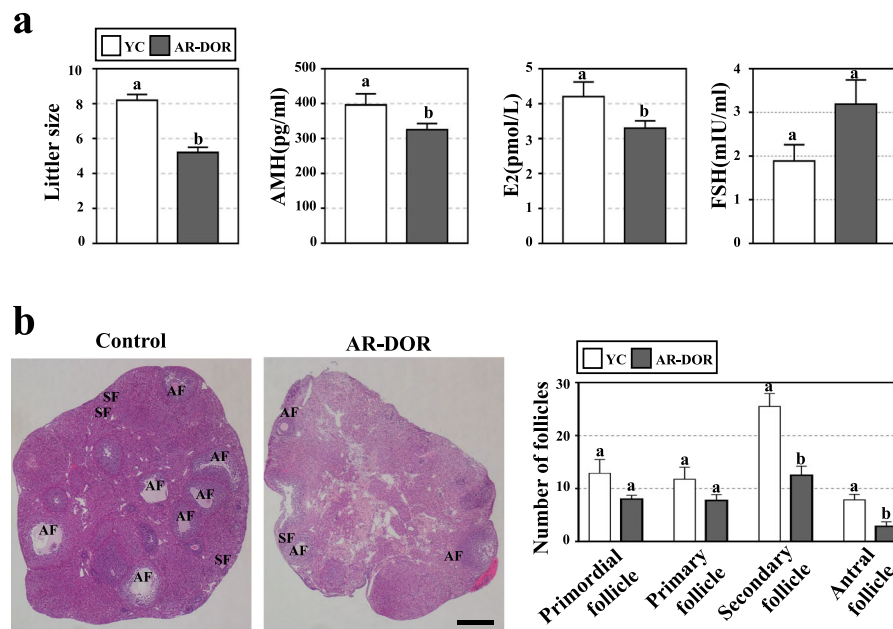 a
YC AR-DOR
Littler size
10
8
6
4
2
0
a
b
AMH(pg/ml)
500
400
300
200
100
0
a
b
E2(pmol/L)
5
4
3
2
1
0
a
b
FSH(mIU/ml)
4
3
2
1
0
a
a
b
Control
AF
SF
SF
AF
AF
AF
AF
AF
SF
AF
AR-DOR
AF
SF
AF
AF
YC AR-DOR
Number of follicles
30
20
10
0
a
a
a
a
a
b
a
b
Primordial
follicle
Primary
follicle
Secondary
follicle
Antral
follicle